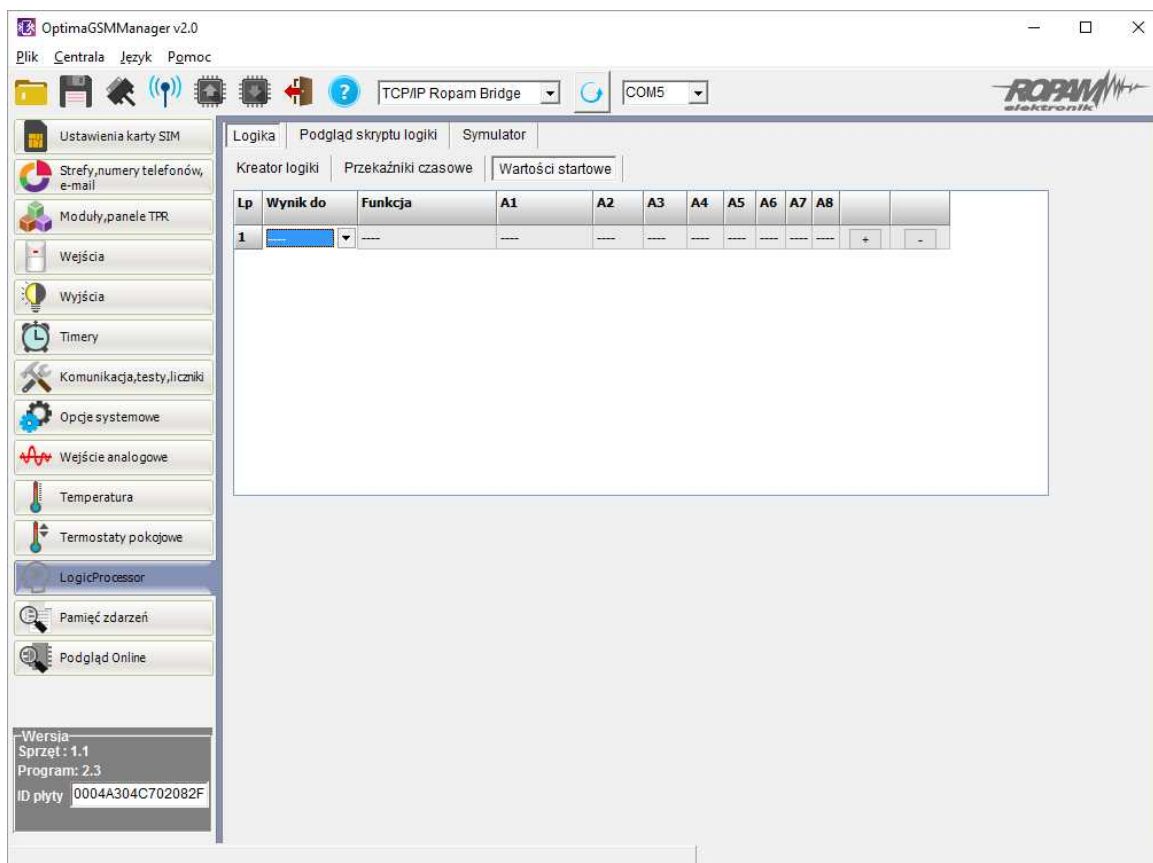 OptimaGSMManager v2.0
Plik Centrala Język Pomoc
TCP/IP Ropam Bridge COM5
ROPAM
elektronik
Ustawienia karty SIM
Strefy,numery telefonów,
e-mail
Moduły,panele TPR
Wejścia
Wyjścia
Timery
Komunikacja,testy,liczniki
Opcje systemowe
Wejście analogowe
Temperatura
Termostaty pokojowe
LogicProcessor
Pamięć zdarzeń
Podgląd Online
Wersja
Sprzęt : 1.1
Program: 2.3
ID płyty 0004A304C702082F
Logika Podgląd skryptu logiki Symulator
Kreator logiki Przekaźniki czasowe Wartości startowe
Lp Wynik do Funkcja A1 A2 A3 A4 A5 A6 A7 A8
1 ---- ---- ---- ---- ---- ---- ---- ---- ---- ---- + -